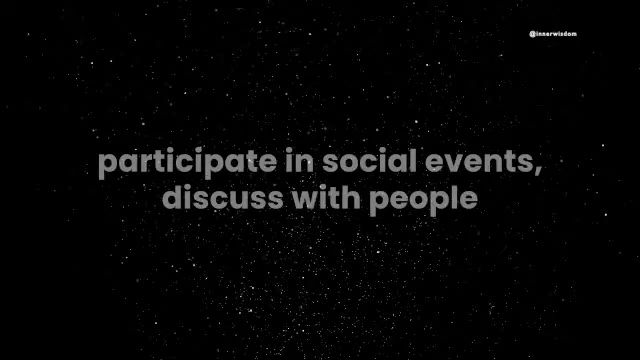 @innerwisdom
participate in social events,
discuss with people